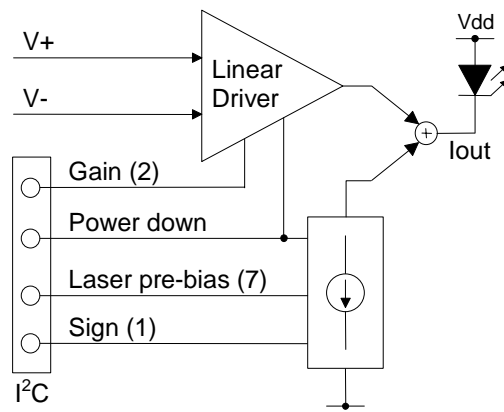 Vdd
V+
Linear
Driver
V-
+
Iout
Gain (2)
Power down
Laser pre-bias (7)
Sign (1)
I²C